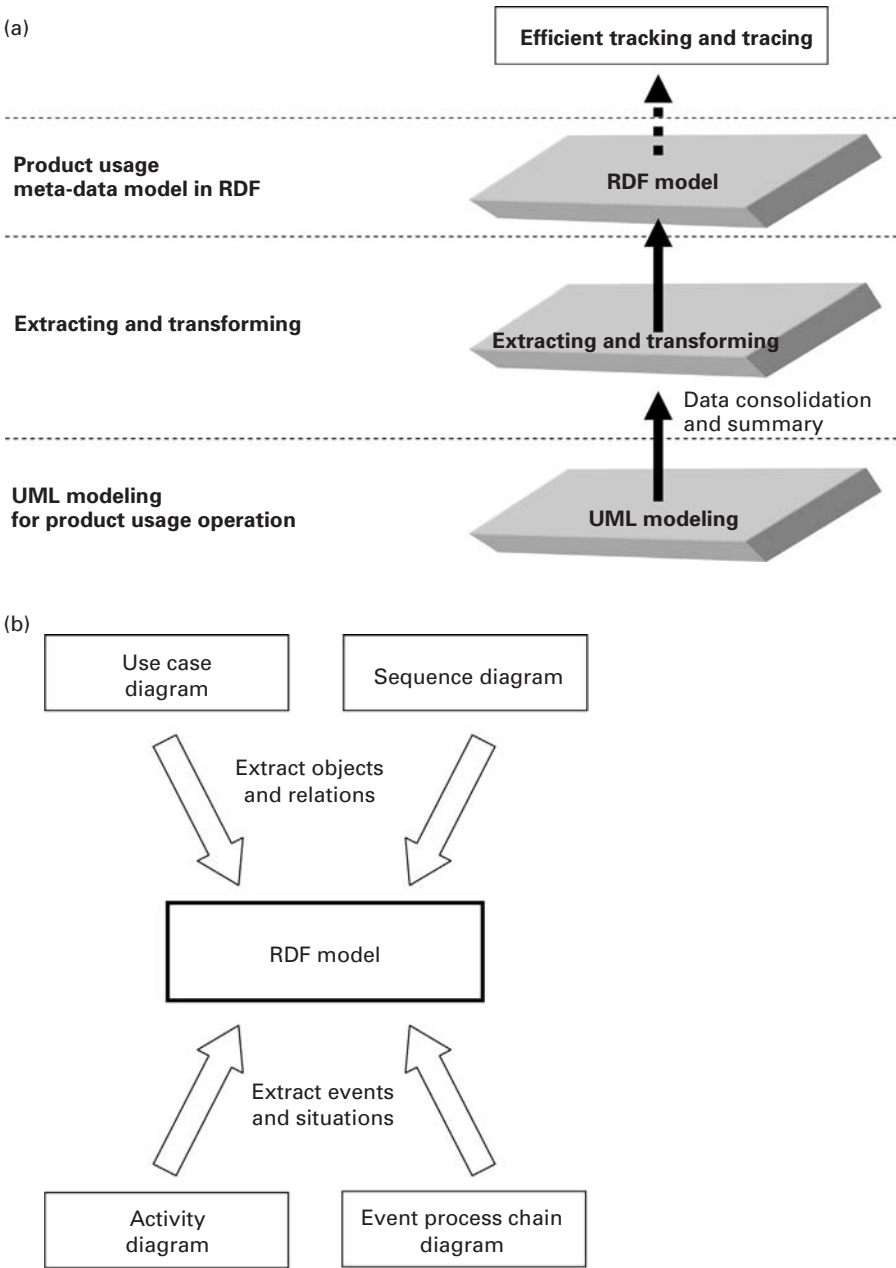 (a)
Efficient tracking and tracing
Product usage
meta-data model in RDF
RDF model
Extracting and transforming
Extracting and transforming
Data consolidation
and summary
UML modeling
for product usage operation
UML modeling
(b)
Use case
diagram
Sequence diagram
Extract objects
and relations
RDF model
Extract events
and situations
Activity
diagram
Event process chain
diagram